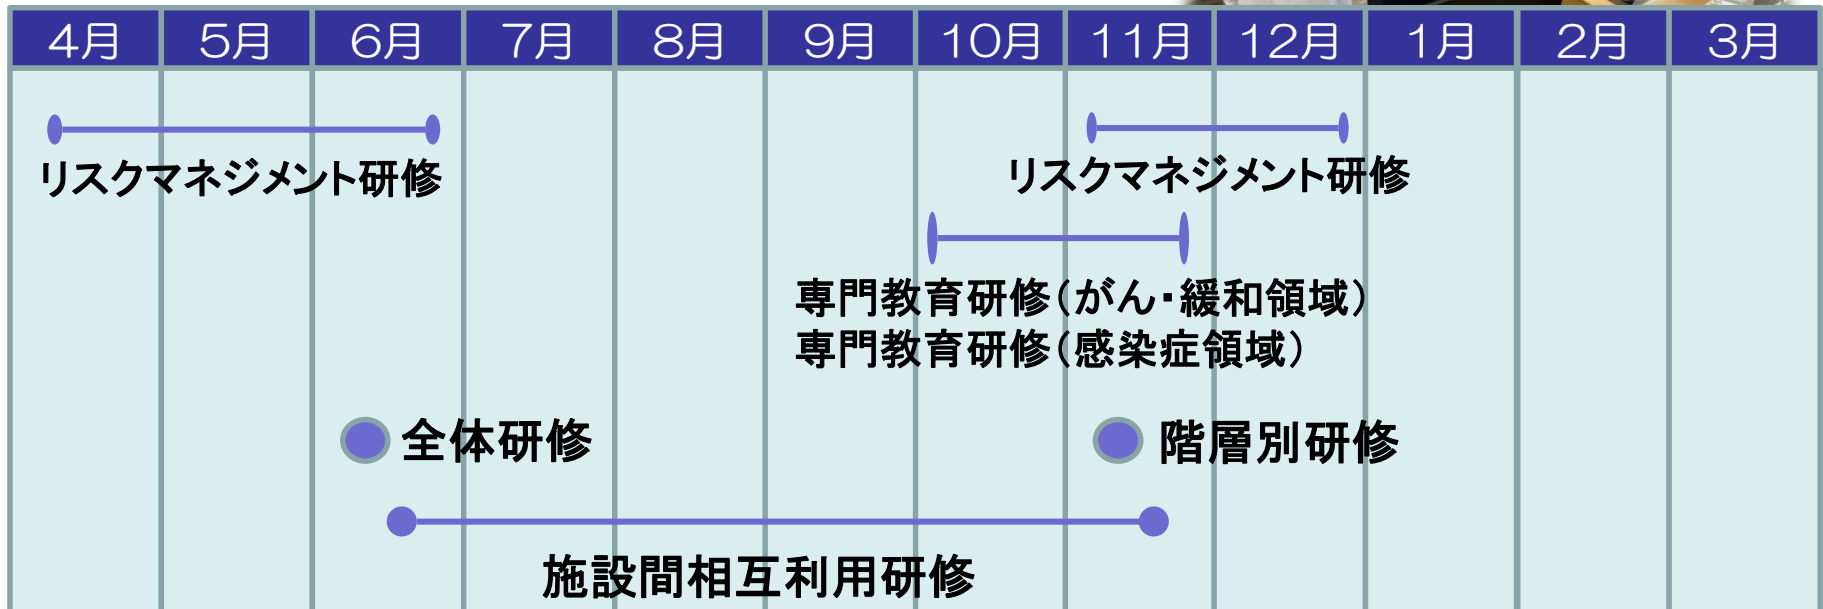 4月 5月 6月 7月 8月 9月 10月 11月 12月 1月 2月 3月
リスクマネジメント研修
リスクマネジメント研修
専門教育研修(がん・緩和領域)
専門教育研修(感染症領域)
全体研修
階層別研修
施設間相互利用研修